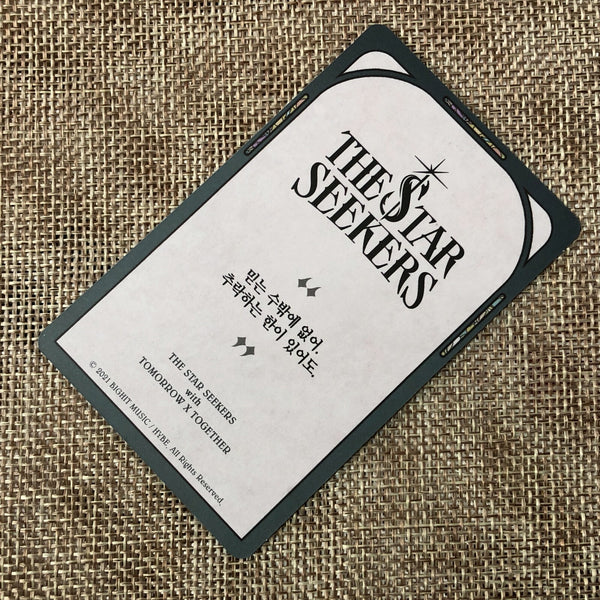 THE STAR
SEEKERS
“
믿는 수밖에 없어.
추락하는 한이 있어도.
”
THE STAR SEEKERS
with
TOMORROW X TOGETHER
© 2021 BIGHIT MUSIC / HYBE. All Rights Reserved.